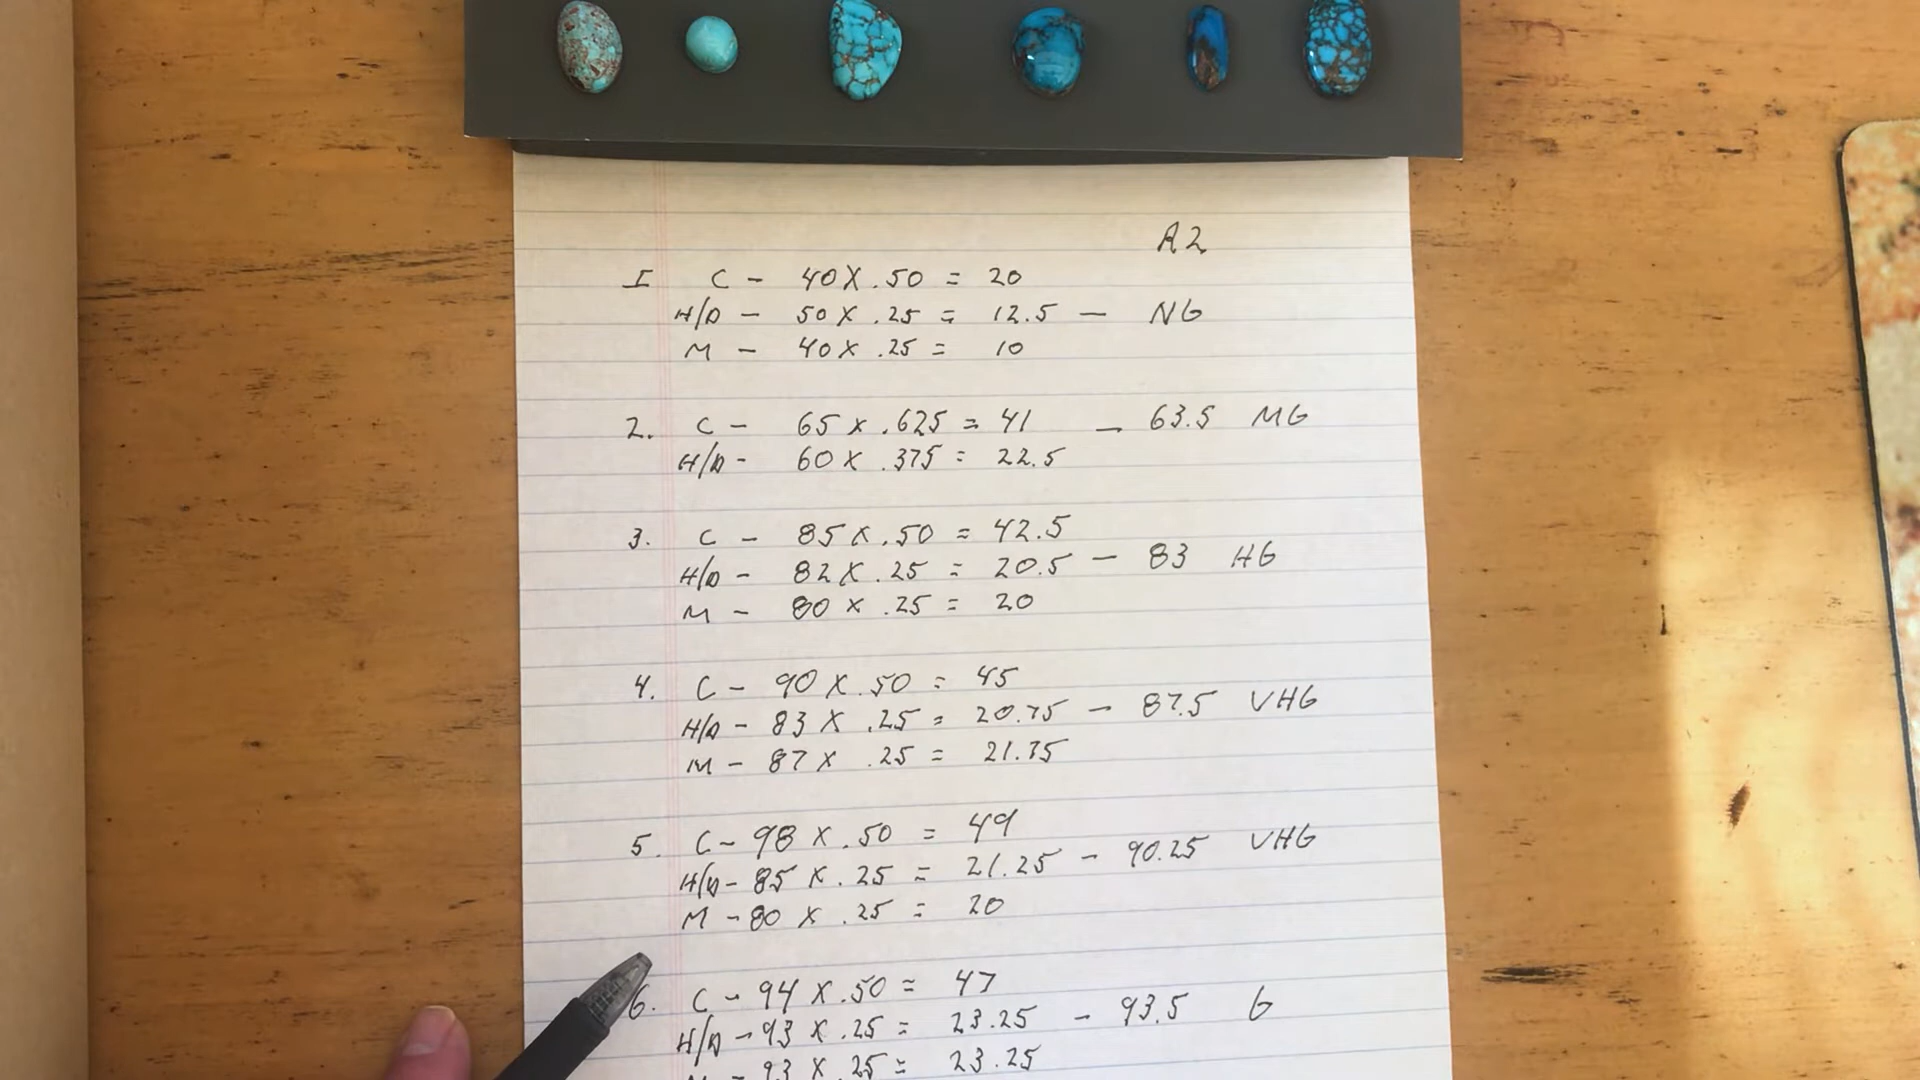 A2
I C - 40 X .50 = 20
H/D - 50 X .25 = 12.5 - NG
M - 40 X .25 = 10
2. C - 65 X .625 = 41 - 63.5 MG
H/D - 60 X .375 = 22.5
3. C - 85 X .50 = 42.5
H/D - 82 X .25 = 20.5 - 83 HG
M - 80 X .25 = 20
4. C - 90 X .50 = 45
H/D - 83 X .25 = 20.75 - 87.5 VHG
M - 87 X .25 = 21.75
5. C - 98 X .50 = 49
H/D - 85 X .25 = 21.25 - 90.25 VHG
M - 80 X .25 = 20
6. C - 94 X .50 = 47
H/D - 93 X .25 = 23.25 - 93.5 G
- 93 X .25 = 23.25